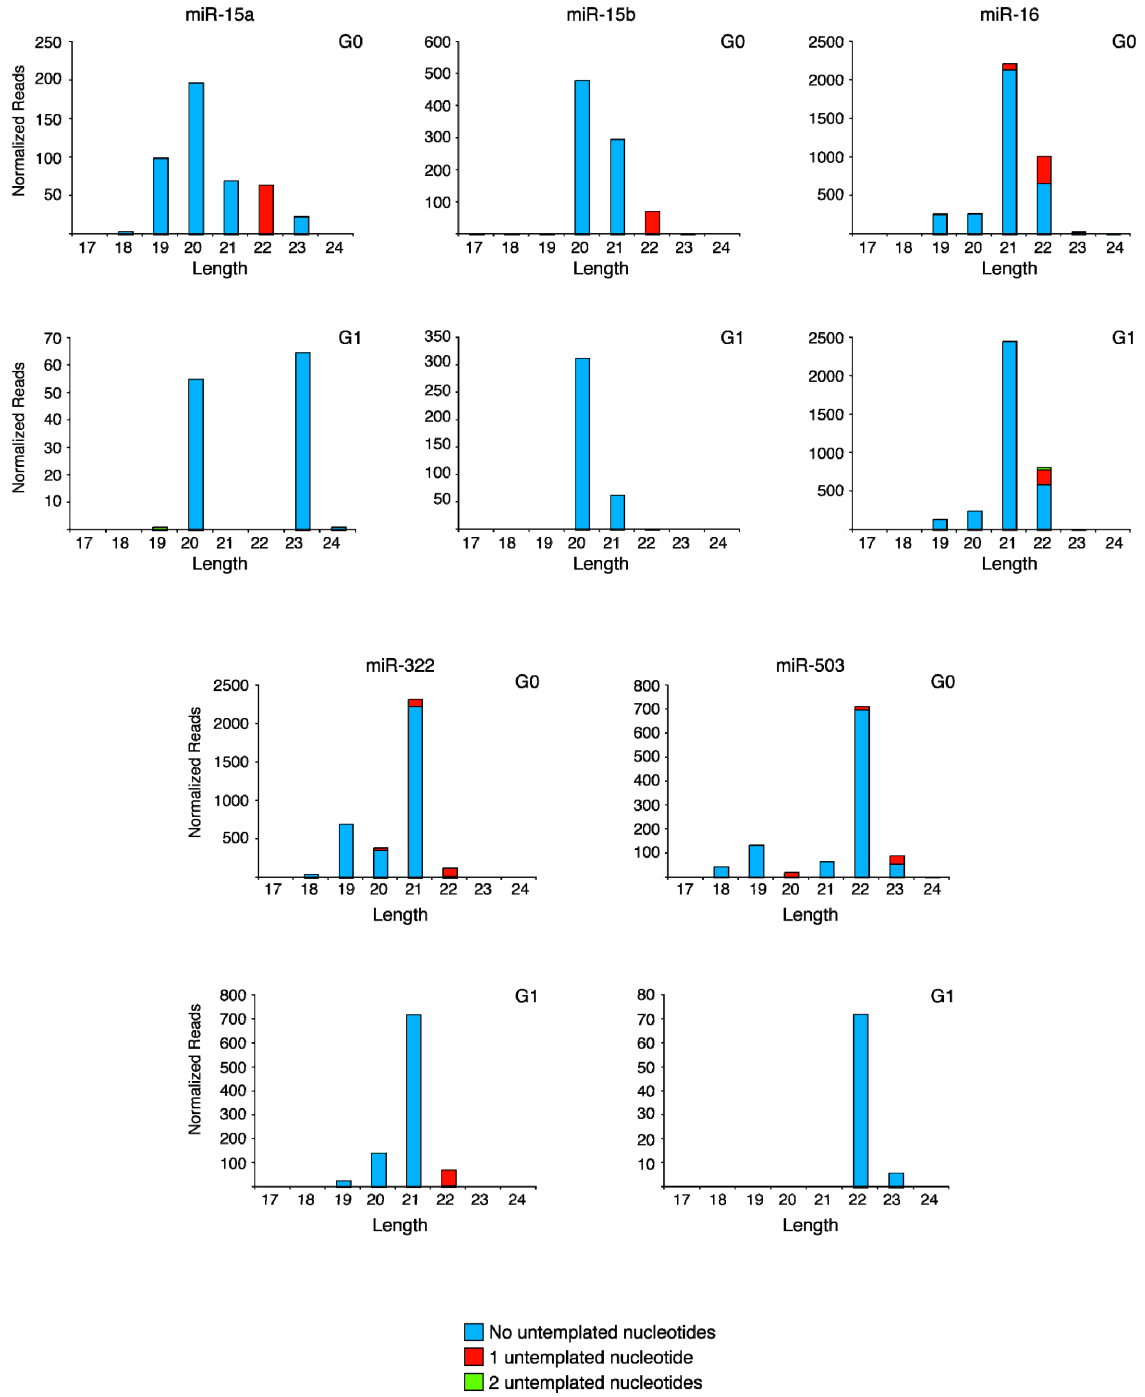 miR-15a
miR-15b
miR-16
G0
250
200
150
100
50
Normalized Reads
17 18 19 20 21 22 23 24
Length
G0
600
500
400
300
200
100
17 18 19 20 21 22 23 24
Length
G0
2500
2000
1500
1000
500
17 18 19 20 21 22 23 24
Length
G1
70
60
50
40
30
20
10
Normalized Reads
17 18 19 20 21 22 23 24
Length
G1
350
300
250
200
150
100
50
17 18 19 20 21 22 23 24
Length
G1
2500
2000
1500
1000
500
17 18 19 20 21 22 23 24
Length
miR-322
miR-503
G0
2500
2000
1500
1000
500
Normalized Reads
17 18 19 20 21 22 23 24
Length
G0
800
700
600
500
400
300
200
100
17 18 19 20 21 22 23 24
Length
G1
800
700
600
500
400
300
200
100
Normalized Reads
17 18 19 20 21 22 23 24
Length
G1
80
70
60
50
40
30
20
10
17 18 19 20 21 22 23 24
Length
No untemplated nucleotides
1 untemplated nucleotide
2 untemplated nucleotides